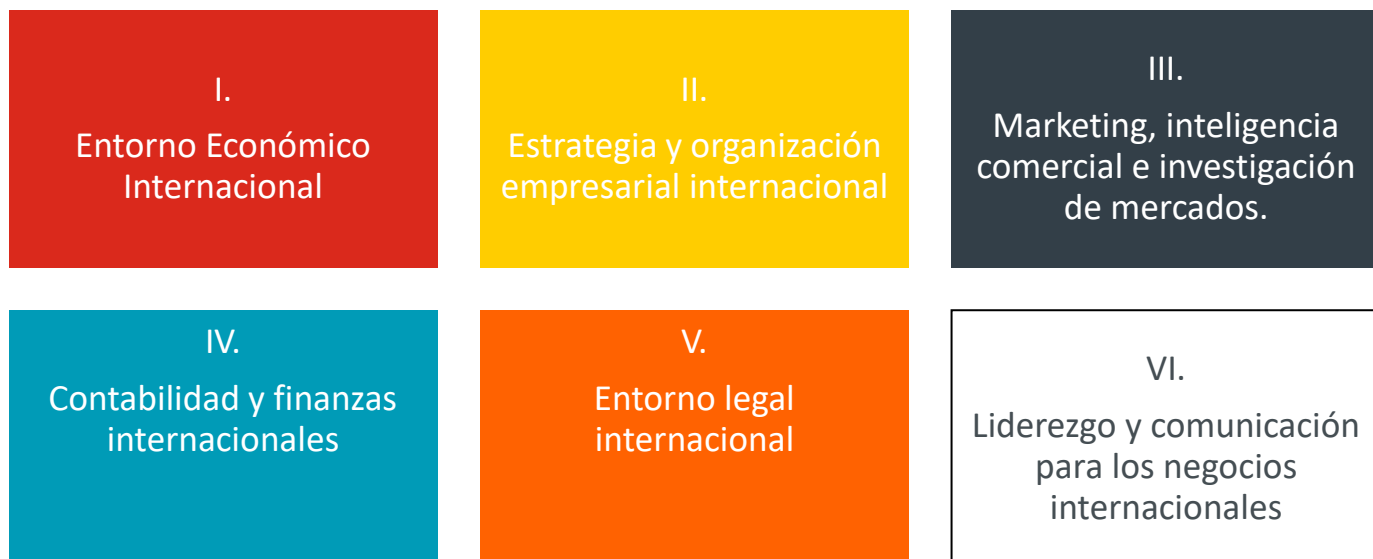 I.
Entorno Económico
Internacional
II.
Estrategia y organización
empresarial internacional
III.
Marketing, inteligencia
comercial e investigación
de mercados.
IV.
Contabilidad y finanzas
internacionales
V.
Entorno legal
internacional
VI.
Liderezgo y comunicación
para los negocios
internacionales